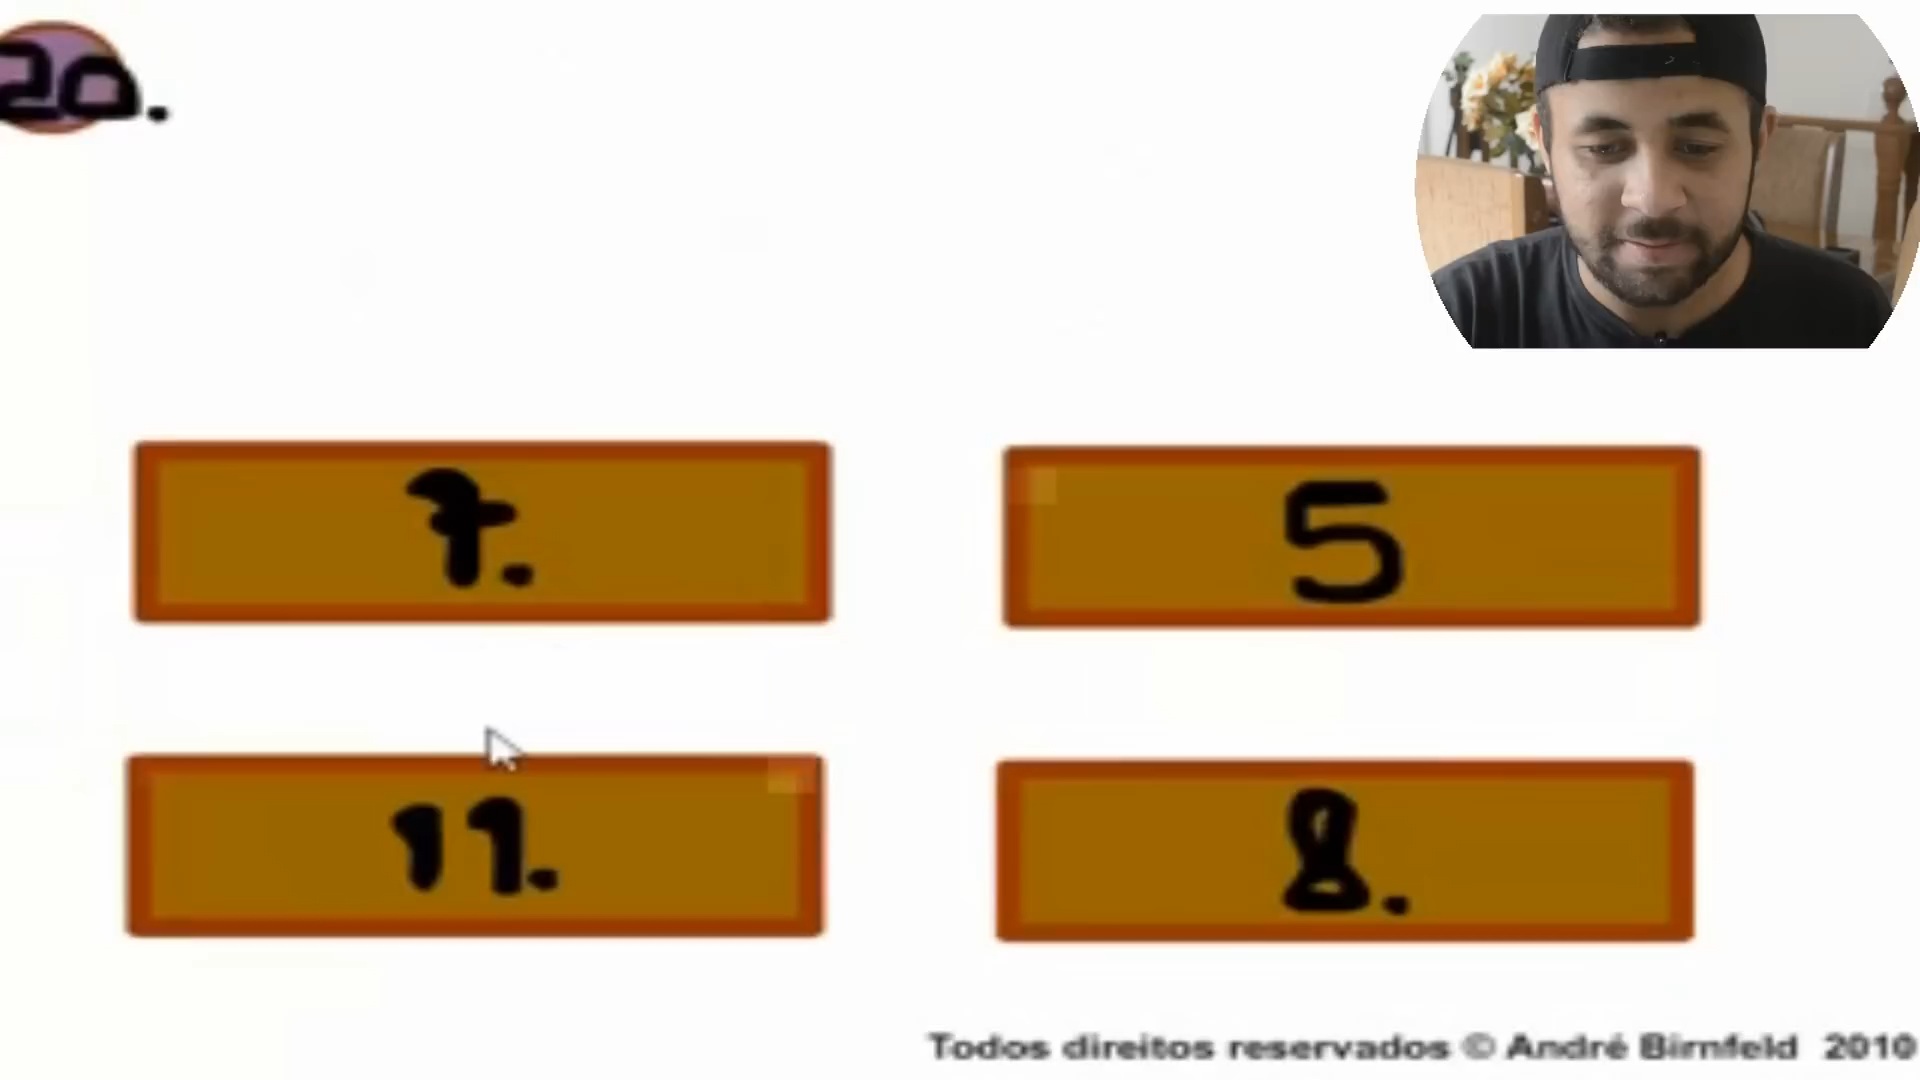 20.
7. 5
11. 8.
Todos direitos reservados © André Birnfeld 2010